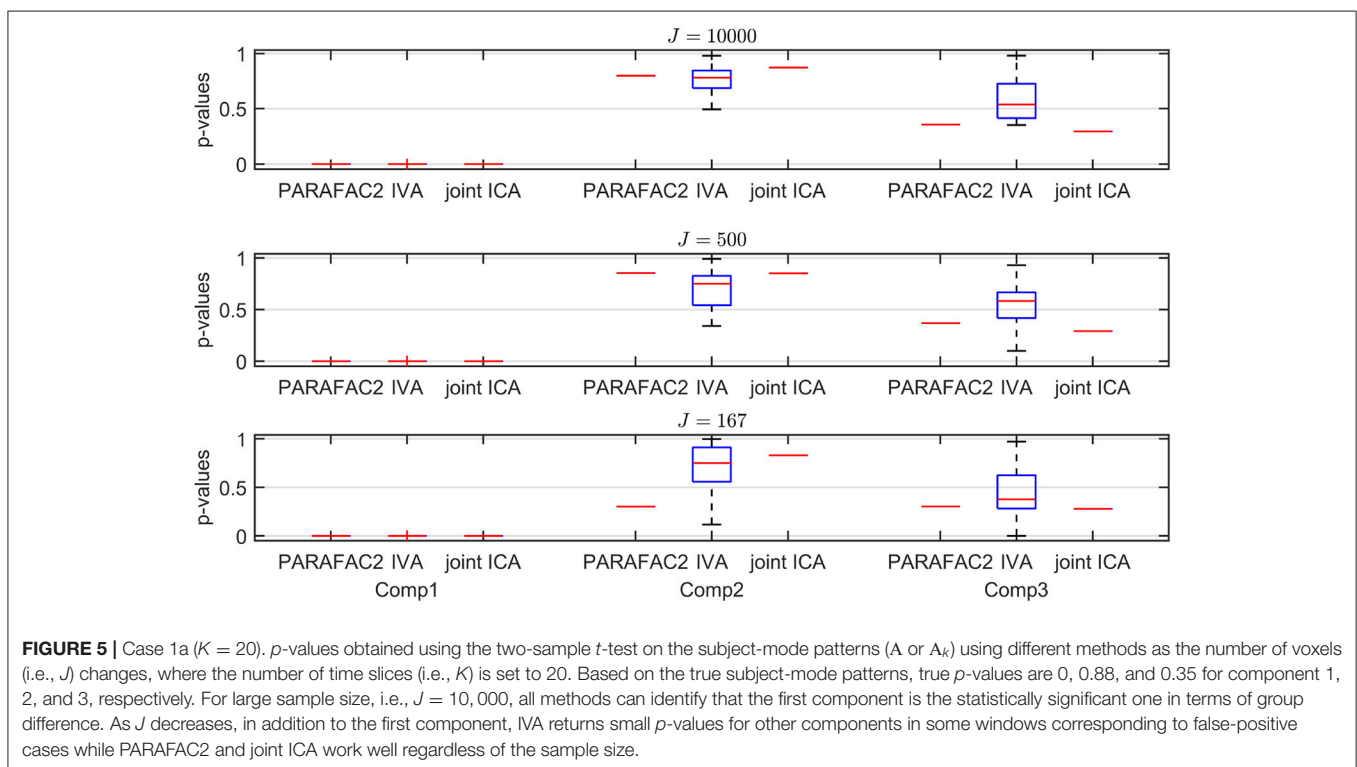 J = 10000
1
0.5
0
p-values
PARAFAC2 IVA joint ICA PARAFAC2 IVA joint ICA PARAFAC2 IVA joint ICA
J = 500
1
0.5
0
p-values
PARAFAC2 IVA joint ICA PARAFAC2 IVA joint ICA PARAFAC2 IVA joint ICA
J = 167
1
0.5
0
p-values
PARAFAC2 IVA joint ICA PARAFAC2 IVA joint ICA PARAFAC2 IVA joint ICA
Comp1 Comp2 Comp3
FIGURE 5 | Case 1a (K = 20). p-values obtained using the two-sample t-test on the subject-mode patterns (A or Aₖ) using different methods as the number of voxels
(i.e., J) changes, where the number of time slices (i.e., K) is set to 20. Based on the true subject-mode patterns, true p-values are 0, 0.88, and 0.35 for component 1,
2, and 3, respectively. For large sample size, i.e., J = 10, 000, all methods can identify that the first component is the statistically significant one in terms of group
difference. As J decreases, in addition to the first component, IVA returns small p-values for other components in some windows corresponding to false-positive
cases while PARAFAC2 and joint ICA work well regardless of the sample size.